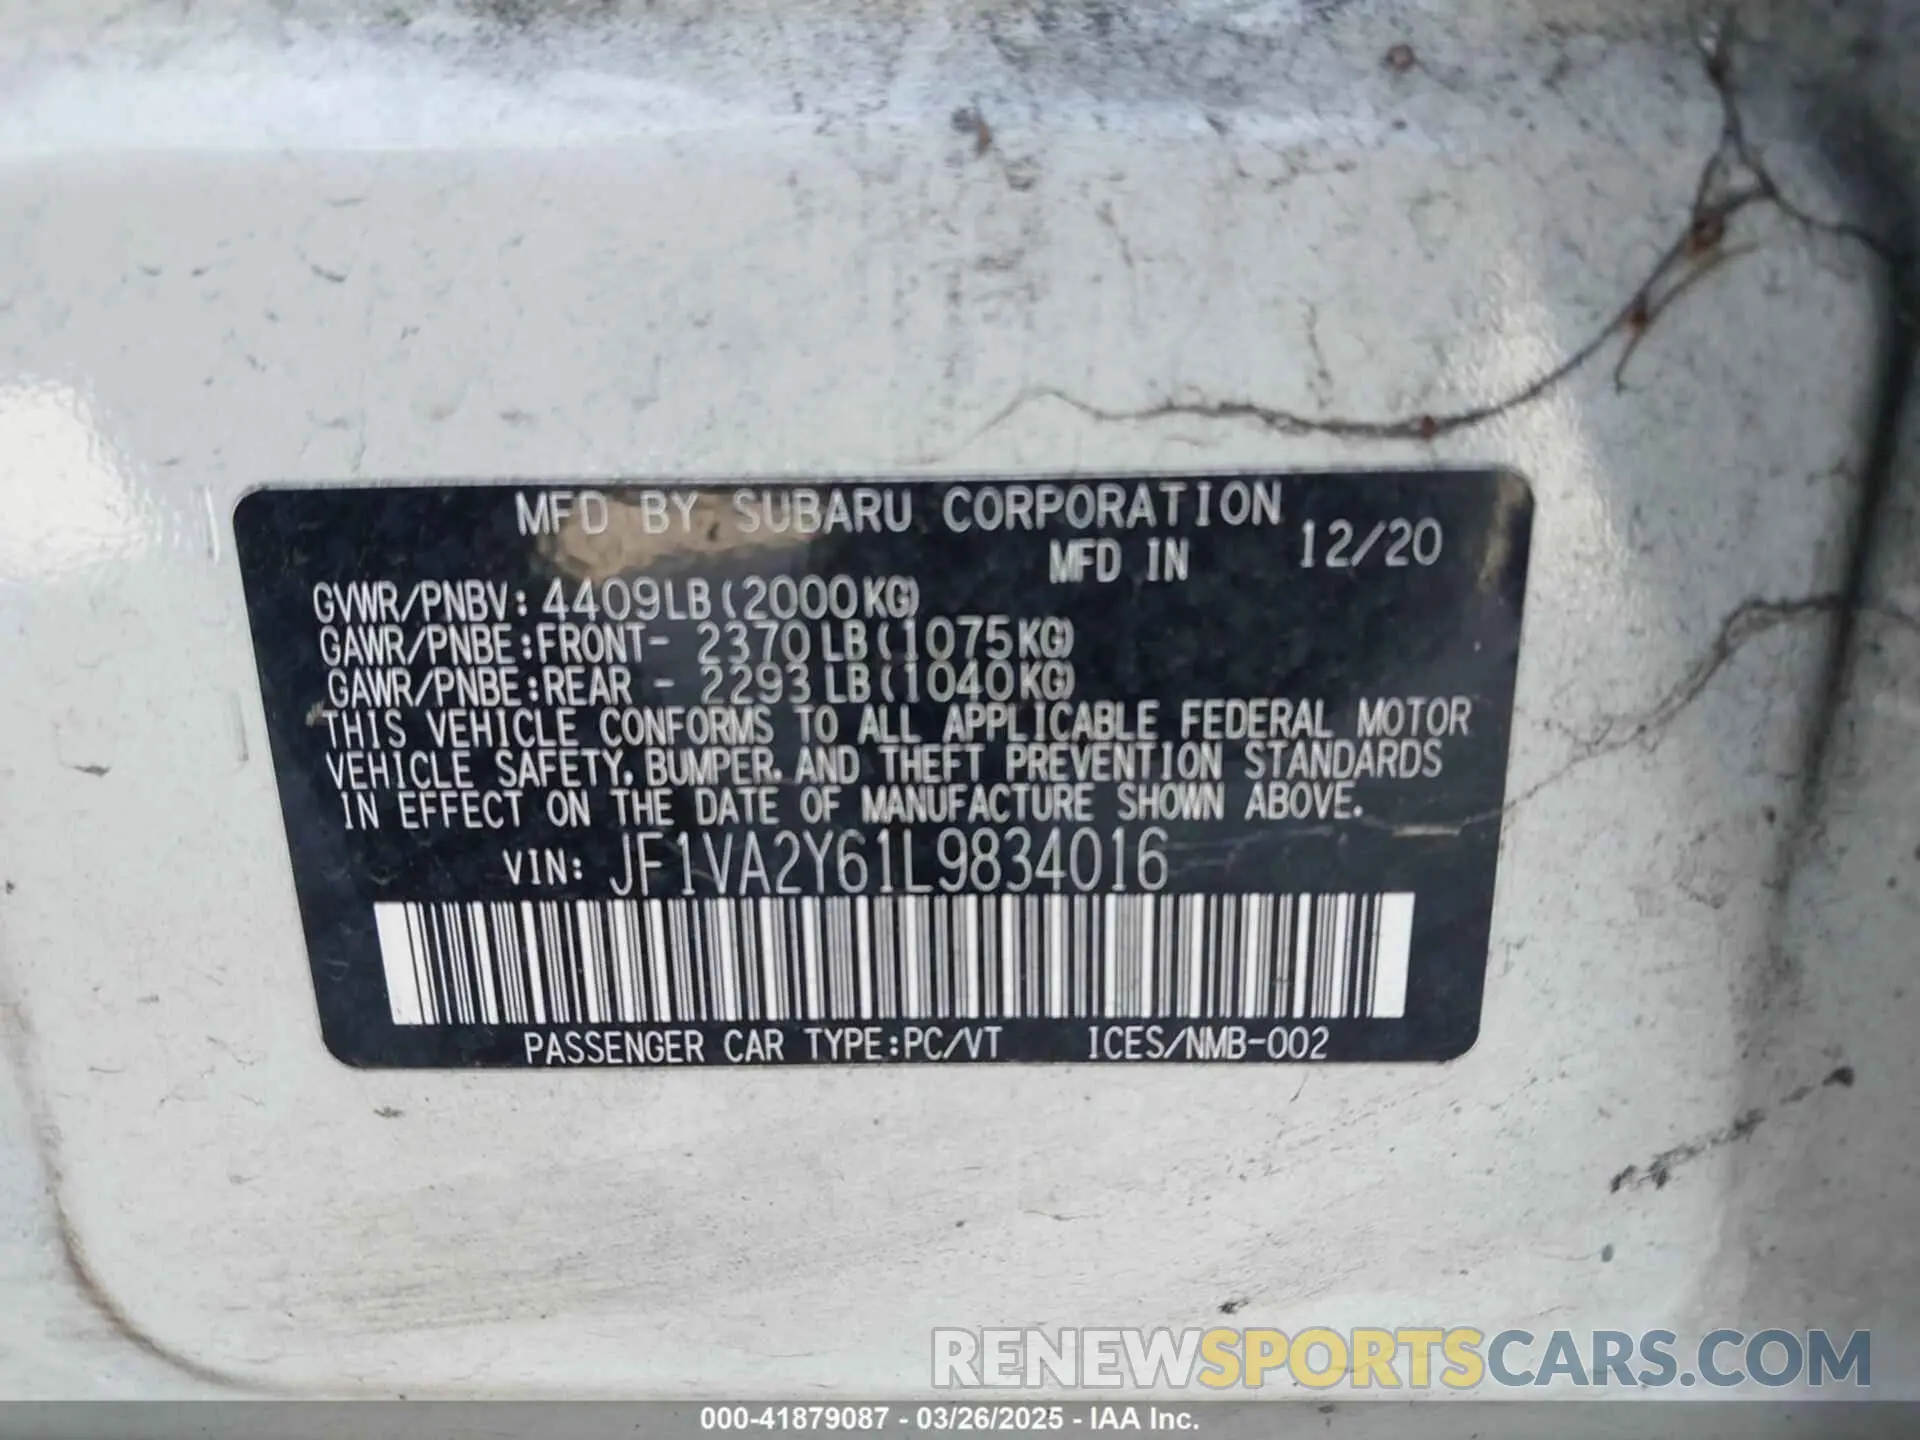 MFD BY SUBARU CORPORATION
MFD IN 12/20
GVWR/PNBV: 4409LB(2000KG)
GAWR/PNBE:FRONT- 2370LB(1075KG)
GAWR/PNBE:REAR - 2293LB(1040KG)
THIS VEHICLE CONFORMS TO ALL APPLICABLE FEDERAL MOTOR
VEHICLE SAFETY, BUMPER, AND THEFT PREVENTION STANDARDS
IN EFFECT ON THE DATE OF MANUFACTURE SHOWN ABOVE.
VIN: JF1VA2Y61L9834016
PASSENGER CAR TYPE:PC/VT ICES/NMB-002
RENEWSPORTSCARS.COM
000-41879087 - 03/26/2025 - IAA Inc.